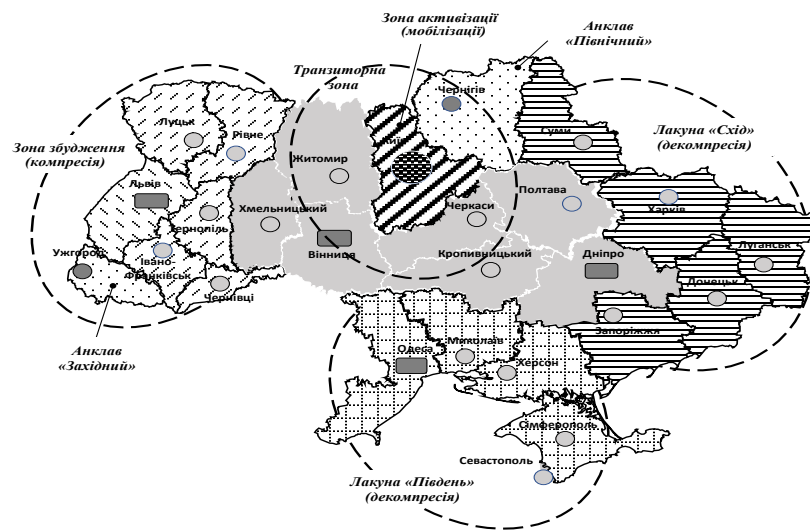 Зона активізації
(мобілізації)
Анклав
«Північний»
Транзиторна
зона
Чернігів
Зона збудження
(компресія)
Луцьк
Рівне
Київ
Суми
Лакуна «Схід»
(декомпресія)
Житомир
Львів
Хмельницький
Черкаси
Полтава
Харків
Тернопіль
Ужгород
Івано-
Франківськ
Вінниця
Кропивницький
Дніпро
Луганськ
Донецьк
Чернівці
Запоріжжя
Анклав
«Західний»
Одеса
Миколаїв
Херсон
Сімферополь
Севастополь
Лакуна «Південь»
(декомпресія)